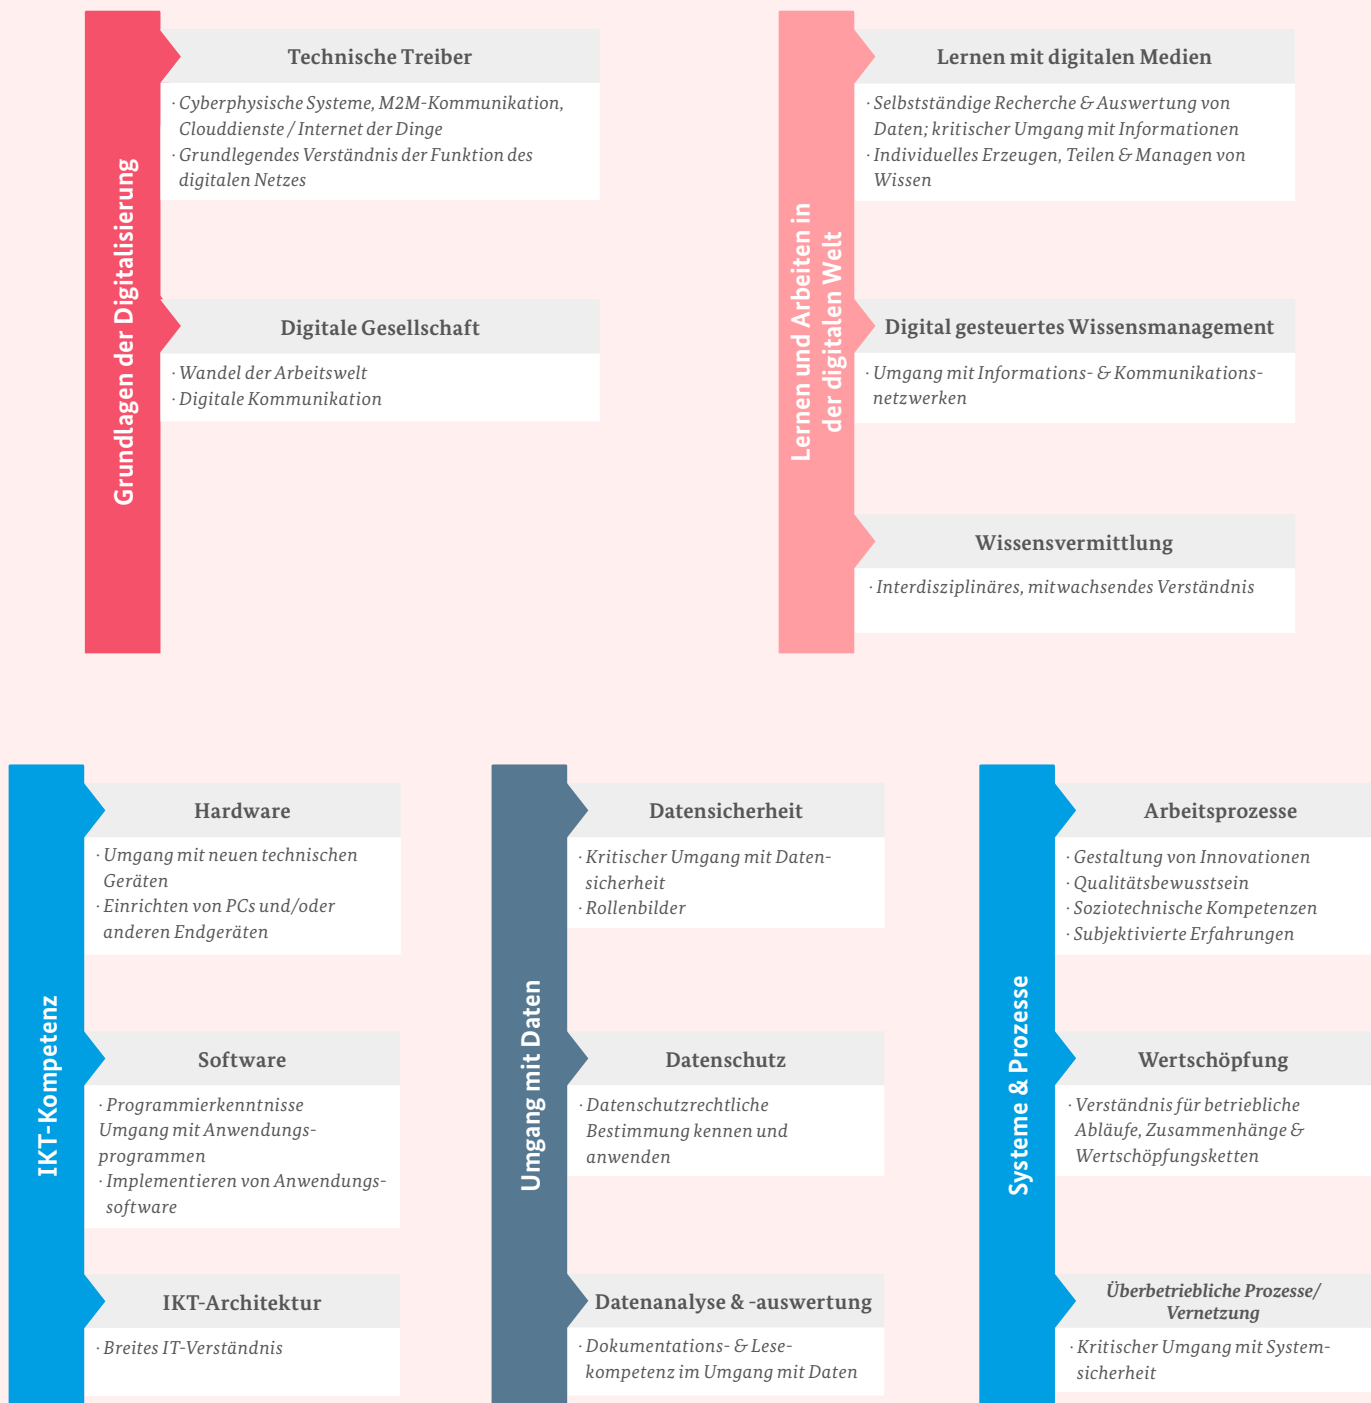 Grundlagen der Digitalisierung
Technische Treiber
· Cyberphysische Systeme, M2M-Kommunikation,
Clouddienste / Internet der Dinge
· Grundlegendes Verständnis der Funktion des
digitalen Netzes
Digitale Gesellschaft
· Wandel der Arbeitswelt
· Digitale Kommunikation
Lernen und Arbeiten in
der digitalen Welt
Lernen mit digitalen Medien
· Selbstständige Recherche & Auswertung von
Daten; kritischer Umgang mit Informationen
· Individuelles Erzeugen, Teilen & Managen von
Wissen
Digital gesteuertes Wissensmanagement
· Umgang mit Informations- & Kommunikations-
netzwerken
Wissensvermittlung
· Interdisziplinäres, mitwachsendes Verständnis
IKT-Kompetenz
Hardware
· Umgang mit neuen technischen
Geräten
· Einrichten von PCs und/oder
anderen Endgeräten
Software
· Programmierkenntnisse
Umgang mit Anwendungs-
programmen
· Implementieren von Anwendungs-
software
IKT-Architektur
· Breites IT-Verständnis
Umgang mit Daten
Datensicherheit
· Kritischer Umgang mit Daten-
sicherheit
· Rollenbilder
Datenschutz
· Datenschutzrechtliche
Bestimmung kennen und
anwenden
Datenanalyse & -auswertung
· Dokumentations- & Lese-
kompetenz im Umgang mit Daten
Systeme & Prozesse
Arbeitsprozesse
· Gestaltung von Innovationen
· Qualitätsbewusstsein
· Soziotechnische Kompetenzen
· Subjektivierte Erfahrungen
Wertschöpfung
· Verständnis für betriebliche
Abläufe, Zusammenhänge &
Wertschöpfungsketten
Überbetriebliche Prozesse/
Vernetzung
· Kritischer Umgang mit System-
sicherheit